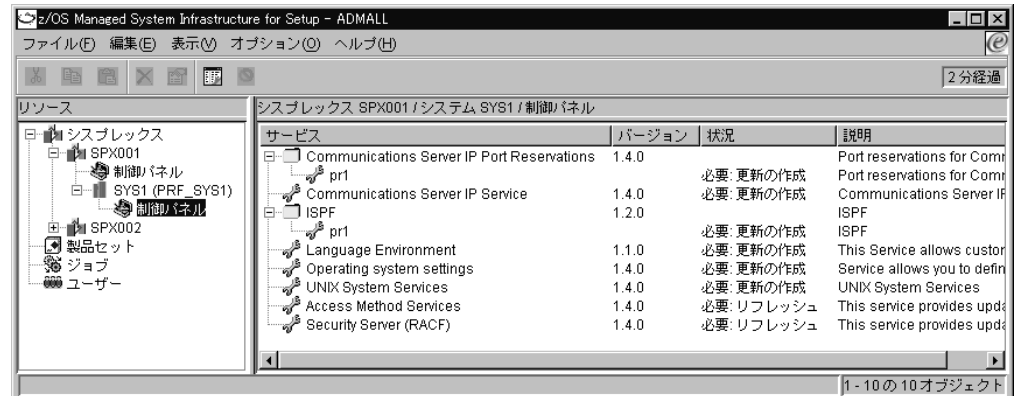 z/OS Managed System Infrastructure for Setup - ADMALL
ファイル(F) 編集(E) 表示(V) オプション(O) ヘルプ(H)
2 分経過
リソース
シスプレックス SPX001 / システム SYS1 / 制御パネル
シスプレックス
SPX001
制御パネル
SYS1 (PRF_SYS1)
制御パネル
SPX002
製品セット
ジョブ
ユーザー
サービス バージョン 状況 説明
Communications Server IP Port Reservations 1.4.0 Port reservations for Comm
pr1 必要: 更新の作成 Port reservations for Comm
Communications Server IP Service 1.4.0 必要: 更新の作成 Communications Server IP
ISPF 1.2.0 ISPF
pr1 必要: 更新の作成 ISPF
Language Environment 1.1.0 必要: 更新の作成 This Service allows custor
Operating system settings 1.4.0 必要: 更新の作成 Service allows you to defin
UNIX System Services 1.4.0 必要: 更新の作成 UNIX System Services
Access Method Services 1.4.0 必要: リフレッシュ This service provides upda
Security Server (RACF) 1.4.0 必要: リフレッシュ This service provides upda
1 - 10 の 10 オブジェクト